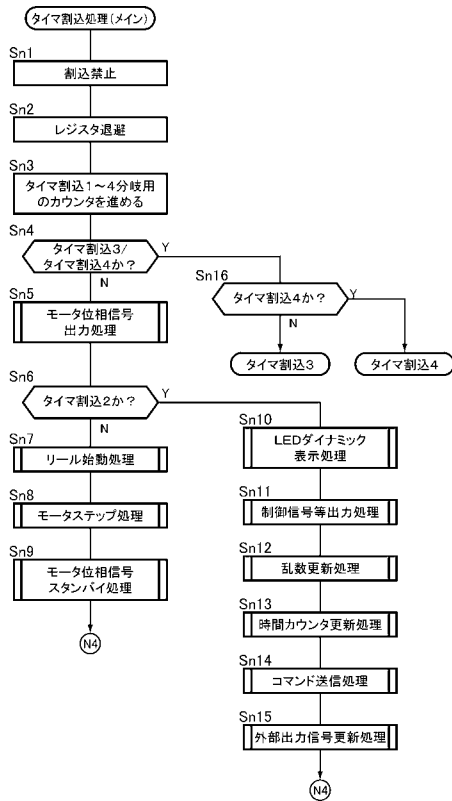 タイマ割込処理(メイン)
Sn1
割込禁止
Sn2
レジスタ退避
Sn3
タイマ割込1～4分岐用
のカウンタを進める
Sn4
タイマ割込3/
タイマ割込4か?
Y
N
Sn16
タイマ割込4か?
Y
N
タイマ割込3
タイマ割込4
Sn5
モータ位相信号
出力処理
Sn6
タイマ割込2か?
Y
N
Sn7
リール始動処理
Sn8
モータステップ処理
Sn9
モータ位相信号
スタンバイ処理
N4
Sn10
LEDダイナミック
表示処理
Sn11
制御信号等出力処理
Sn12
乱数更新処理
Sn13
時間カウンタ更新処理
Sn14
コマンド送信処理
Sn15
外部出力信号更新処理
N4